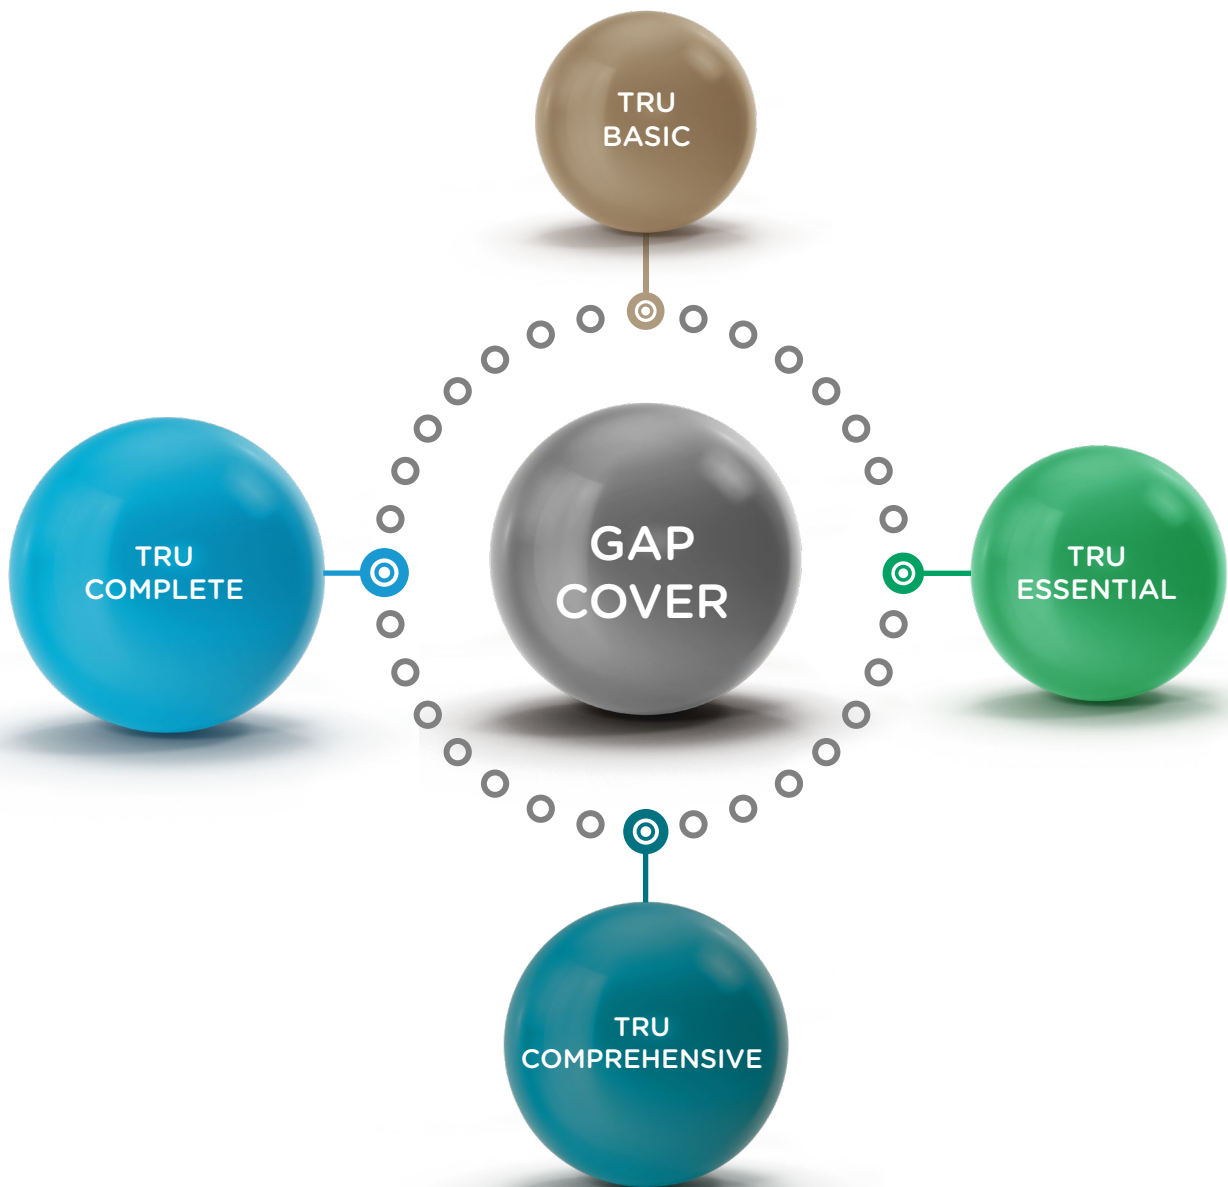 TRU
BASIC
GAP
COVER
TRU
COMPLETE
TRU
ESSENTIAL
TRU
COMPREHENSIVE